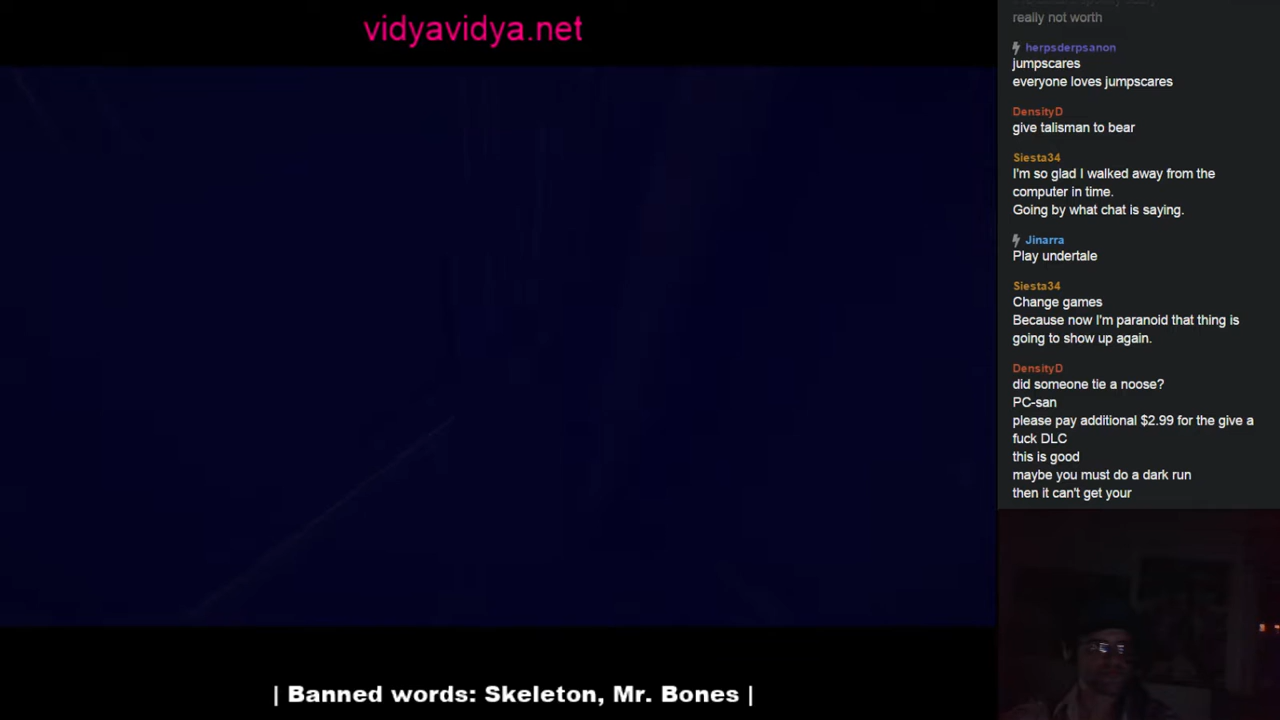 vidyavidya.net
really not worth
herpsderpsanon
jumpscares
everyone loves jumpscares
DensityD
give talisman to bear
Siesta34
I'm so glad I walked away from the
computer in time.
Going by what chat is saying.
Jinarra
Play undertale
Siesta34
Change games
Because now I'm paranoid that thing is
going to show up again.
DensityD
did someone tie a noose?
PC-san
please pay additional $2.99 for the give a
fuck DLC
this is good
maybe you must do a dark run
then it can't get your
| Banned words: Skeleton, Mr. Bones |